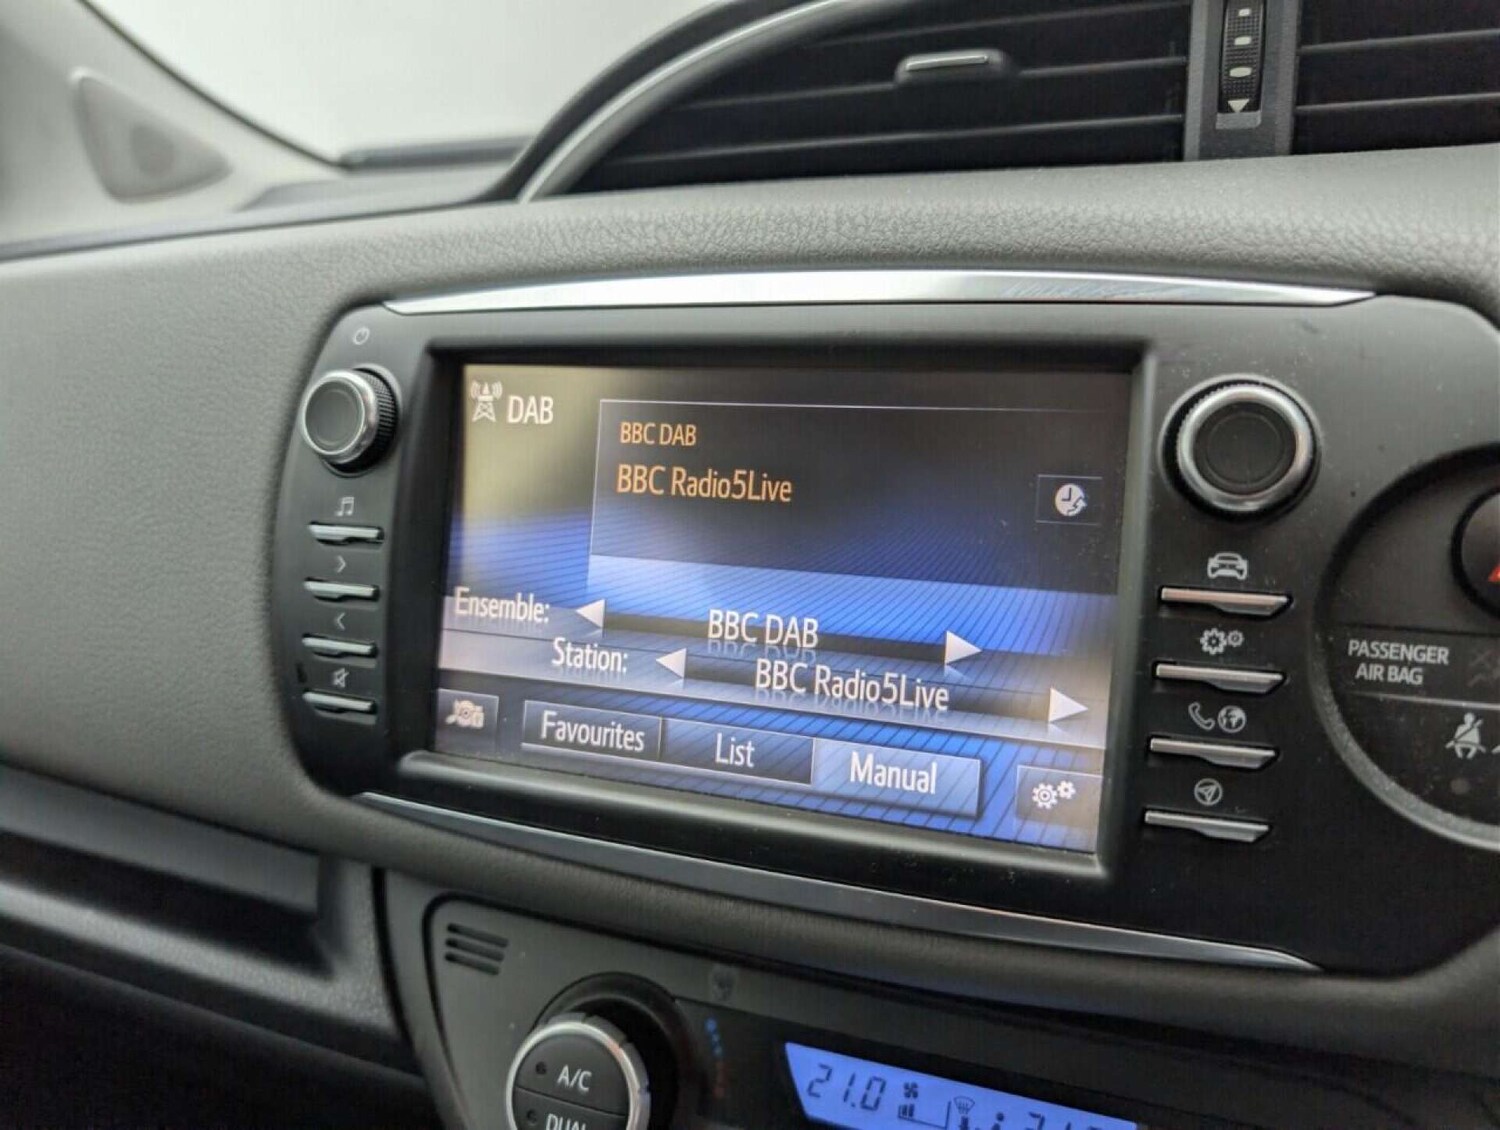 DAB
BBC DAB
BBC Radio5Live
Ensemble: BBC DAB
Station: BBC Radio5Live
Favourites List Manual
PASSENGER
AIR BAG
A/C
21.0